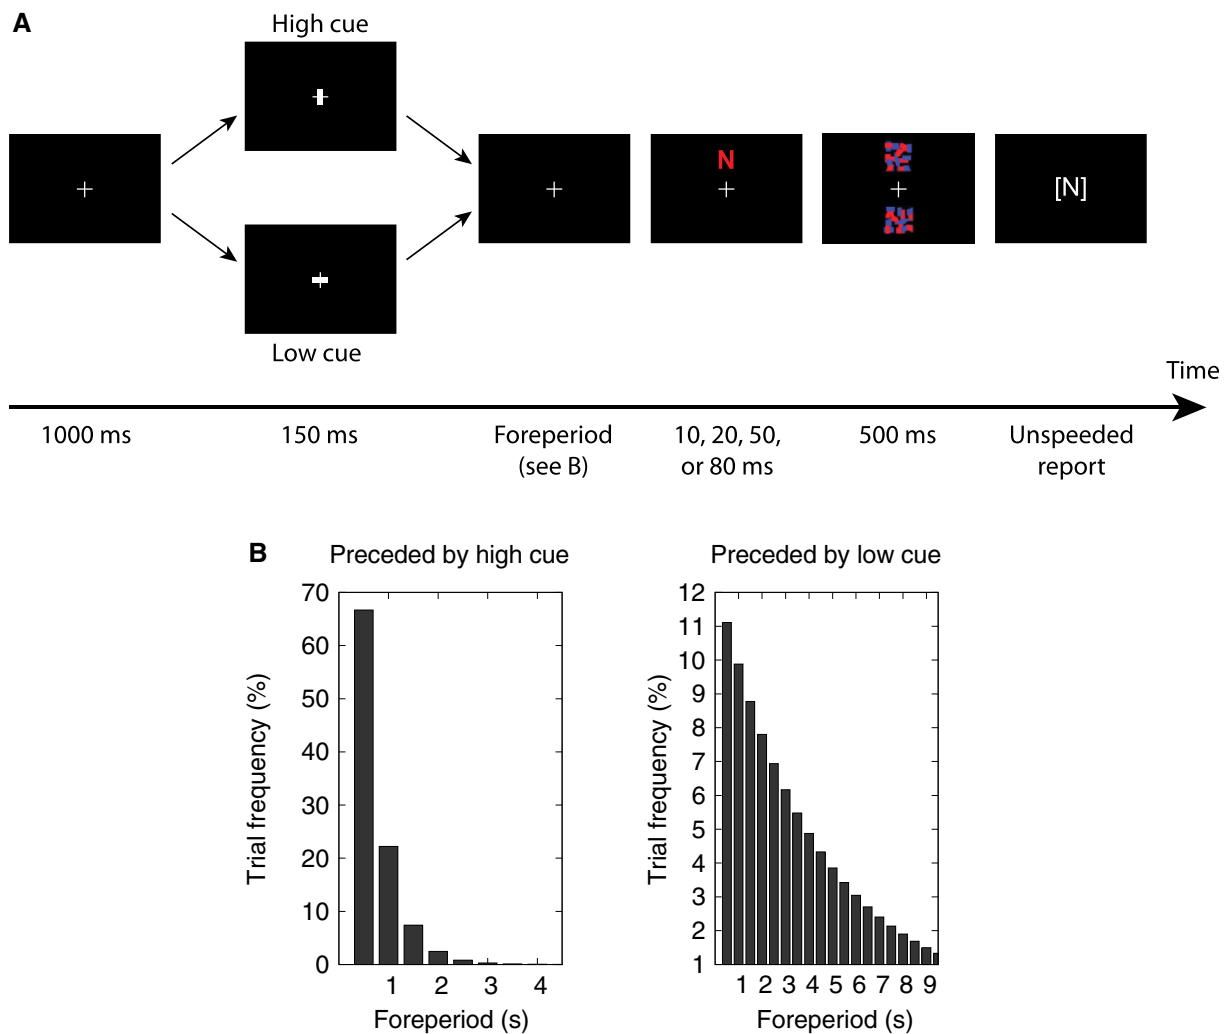 A
High cue
N
[N]
Low cue
Time
1000 ms
150 ms
Foreperiod
(see B)
10, 20, 50,
or 80 ms
500 ms
Unspeeded
report
B
Preceded by high cue
Trial frequency (%)
70
60
50
40
30
20
10
0
1 2 3 4
Foreperiod (s)
Preceded by low cue
Trial frequency (%)
12
11
10
9
8
7
6
5
4
3
2
1
1 2 3 4 5 6 7 8 9
Foreperiod (s)